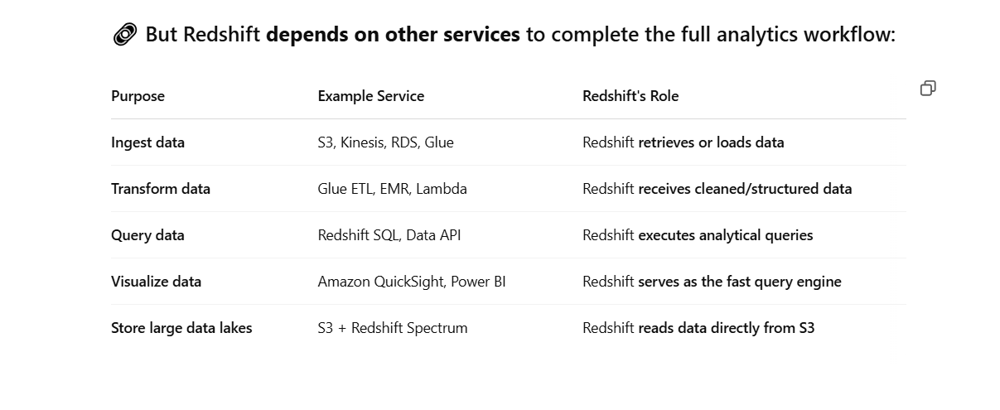 🔗 But Redshift depends on other services to complete the full analytics workflow:
Purpose Example Service Redshift's Role
Ingest data S3, Kinesis, RDS, Glue Redshift retrieves or loads data
Transform data Glue ETL, EMR, Lambda Redshift receives cleaned/structured data
Query data Redshift SQL, Data API Redshift executes analytical queries
Visualize data Amazon QuickSight, Power BI Redshift serves as the fast query engine
Store large data lakes S3 + Redshift Spectrum Redshift reads data directly from S3